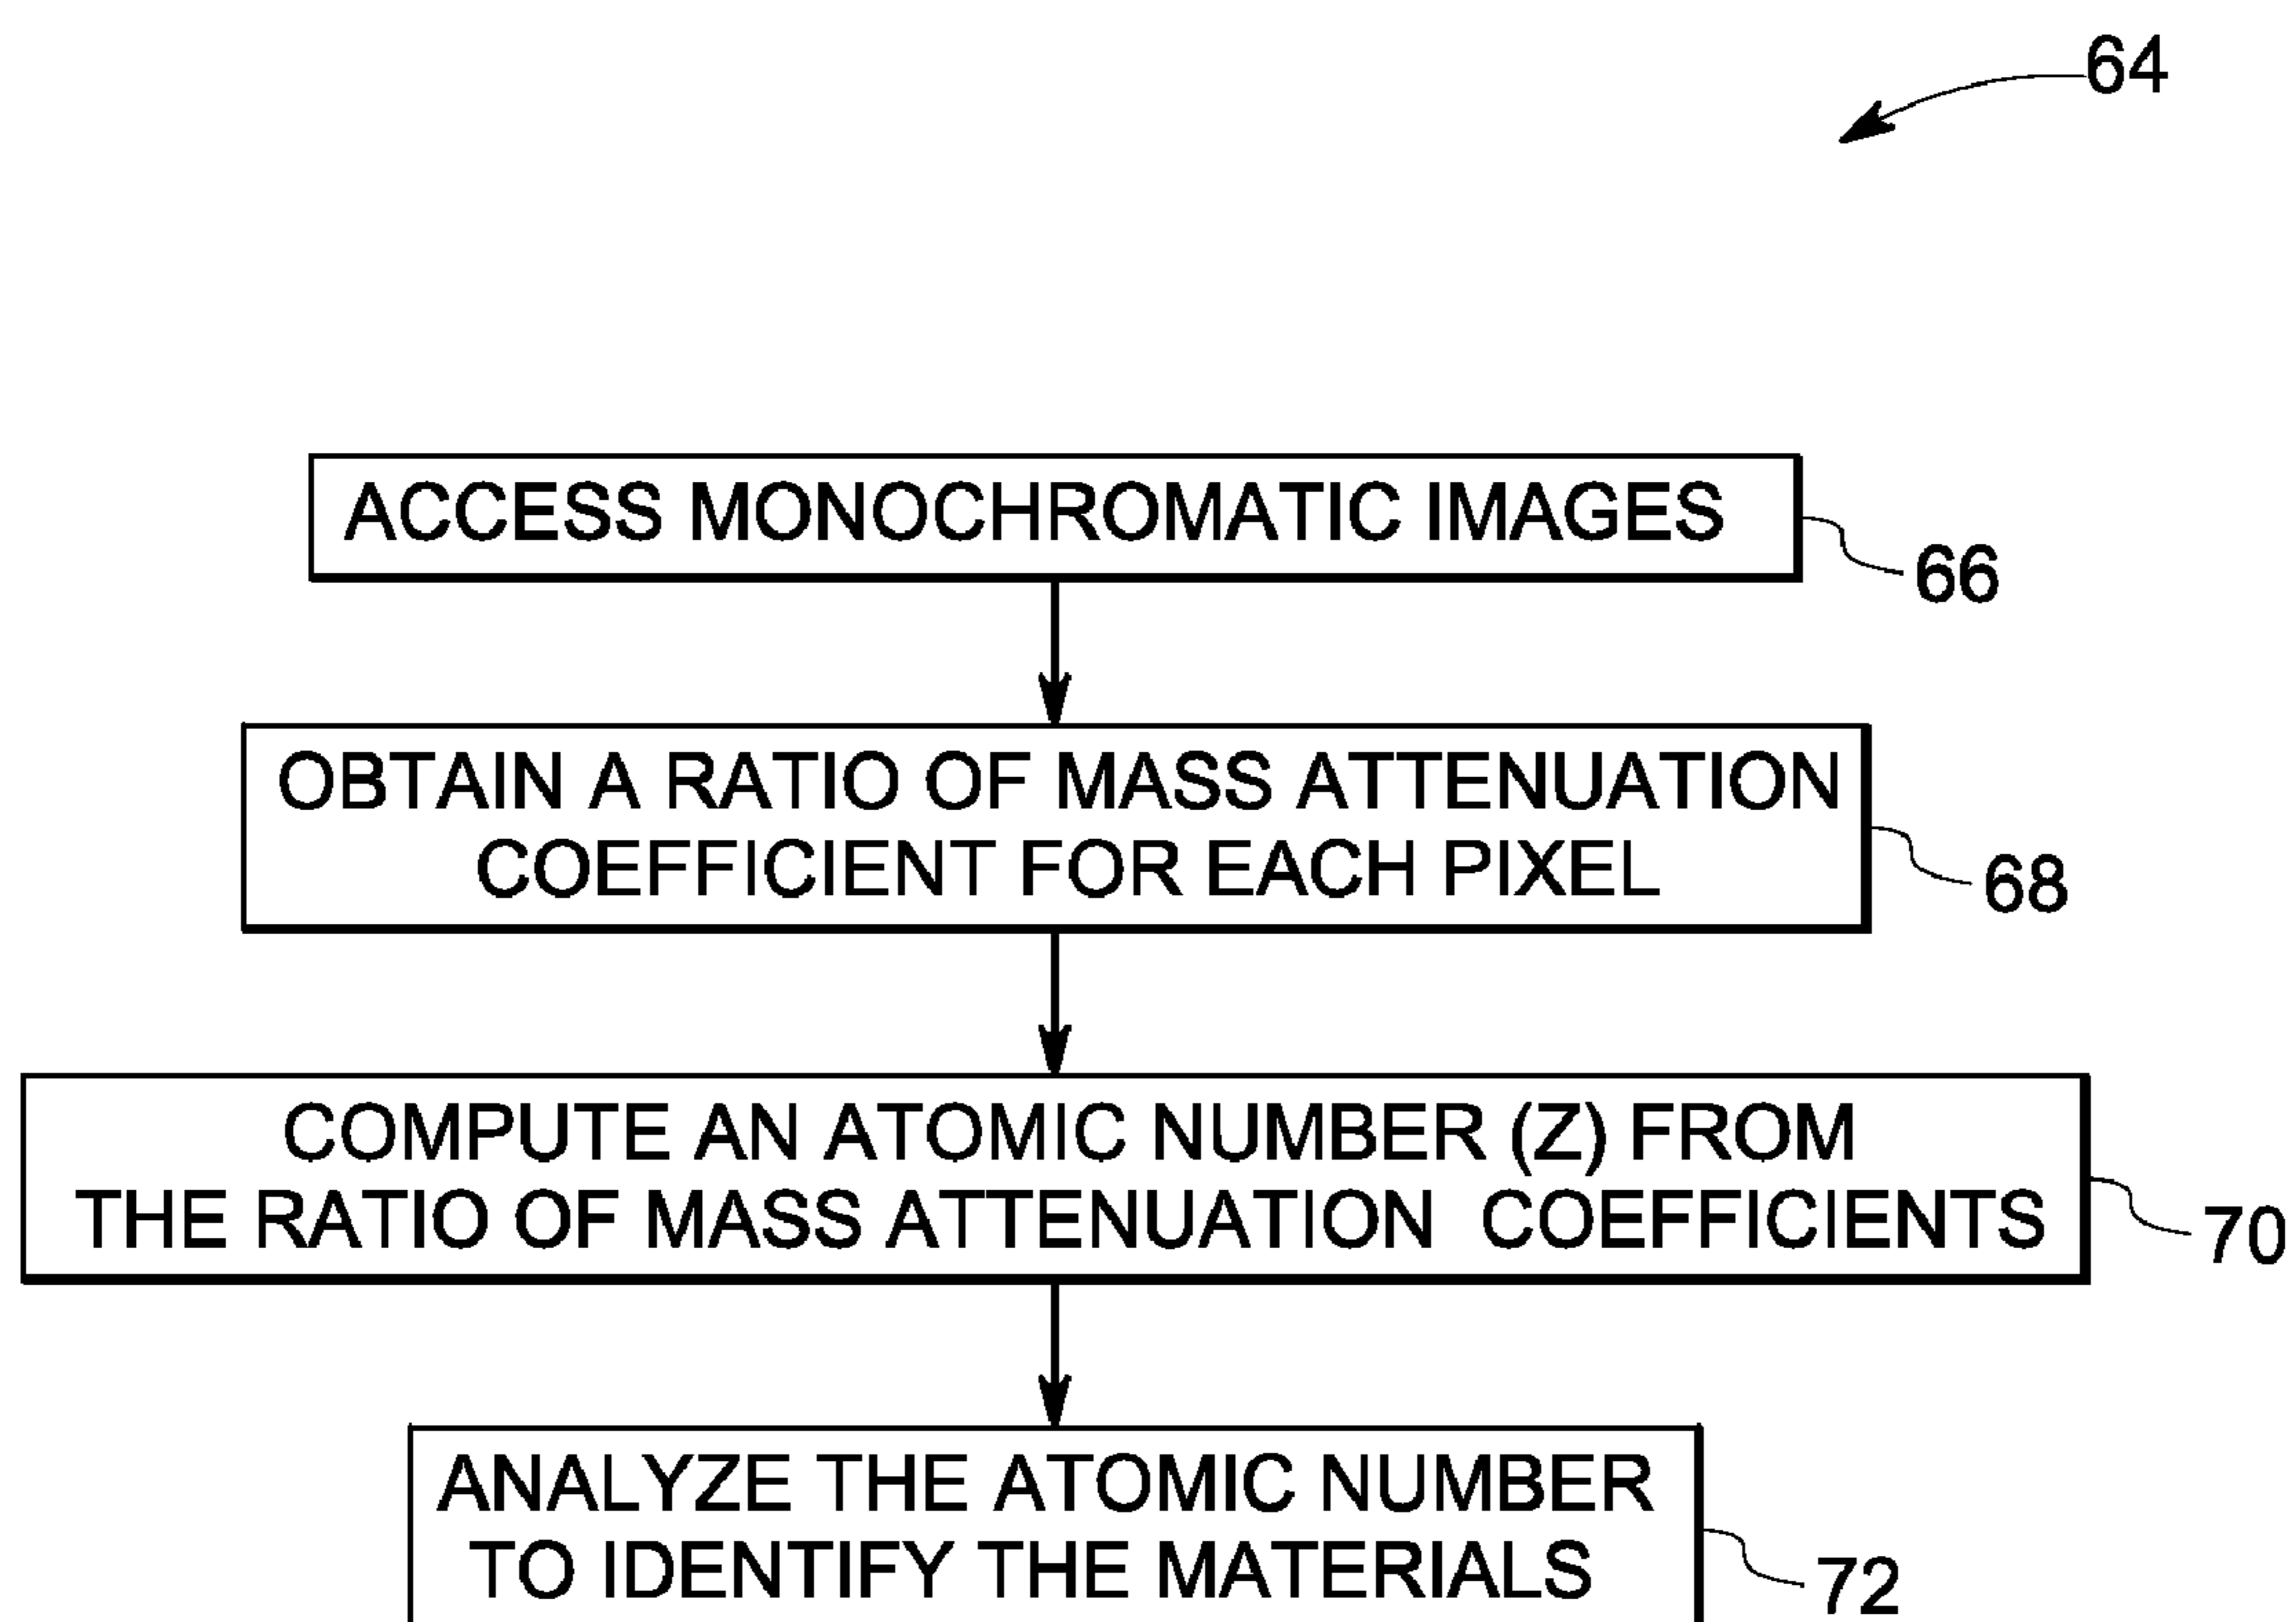 64
ACCESS MONOCHROMATIC IMAGES
66
OBTAIN A RATIO OF MASS ATTENUATION
COEFFICIENT FOR EACH PIXEL
68
COMPUTE AN ATOMIC NUMBER (Z) FROM
THE RATIO OF MASS ATTENUATION COEFFICIENTS
70
ANALYZE THE ATOMIC NUMBER
TO IDENTIFY THE MATERIALS
72